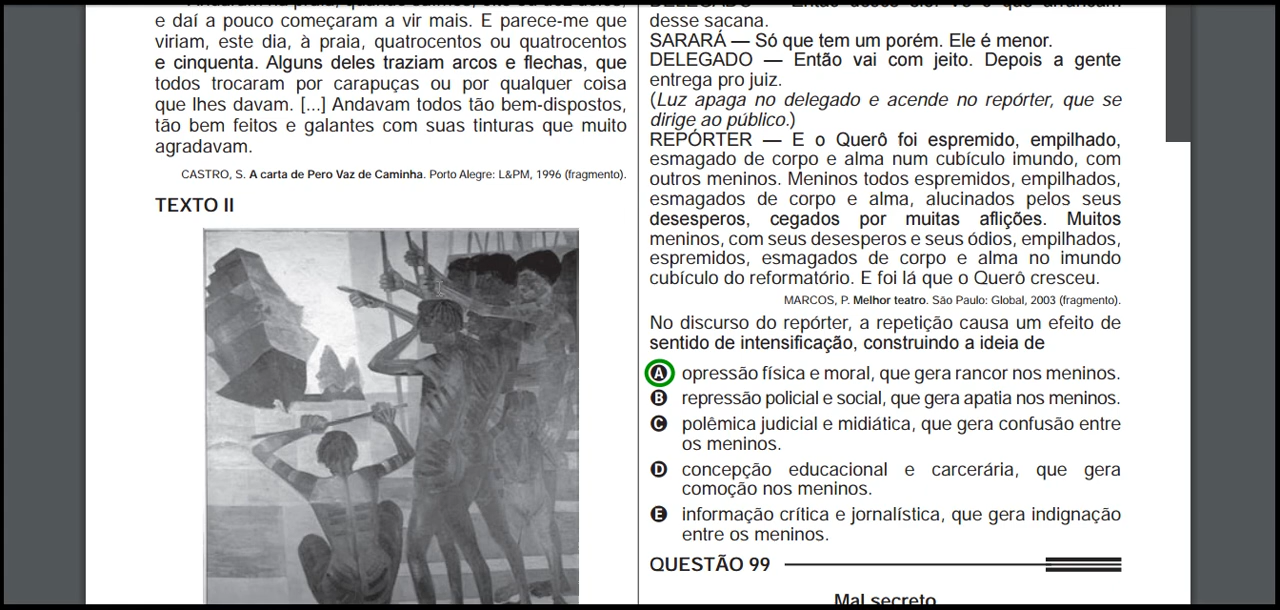 e daí a pouco começaram a vir mais. E parece-me que
viriam, este dia, à praia, quatrocentos ou quatrocentos
e cinquenta. Alguns deles traziam arcos e flechas, que
todos trocaram por carapuças ou por qualquer coisa
que lhes davam. [...] Andavam todos tão bem-dispostos,
tão bem feitos e galantes com suas tinturas que muito
agradavam.
CASTRO, S. A carta de Pero Vaz de Caminha. Porto Alegre: L&PM, 1996 (fragmento).
TEXTO II
desse sacana.
SARARÁ — Só que tem um porém. Ele é menor.
DELEGADO — Então vai com jeito. Depois a gente
entrega pro juiz.
(Luz apaga no delegado e acende no repórter, que se
dirige ao público.)
REPÓRTER — E o Querô foi espremido, empilhado,
esmagado de corpo e alma num cubículo imundo, com
outros meninos. Meninos todos espremidos, empilhados,
esmagados de corpo e alma, alucinados pelos seus
desesperos, cegados por muitas aflições. Muitos
meninos, com seus desesperos e seus ódios, empilhados,
espremidos, esmagados de corpo e alma no imundo
cubículo do reformatório. E foi lá que o Querô cresceu.
MARCOS, P. Melhor teatro. São Paulo: Global, 2003 (fragmento).
No discurso do repórter, a repetição causa um efeito de
sentido de intensificação, construindo a ideia de
A opressão física e moral, que gera rancor nos meninos.
B repressão policial e social, que gera apatia nos meninos.
C polêmica judicial e midiática, que gera confusão entre
os meninos.
D concepção educacional e carcerária, que gera
comoção nos meninos.
E informação crítica e jornalística, que gera indignação
entre os meninos.
QUESTÃO 99
Mal secreto